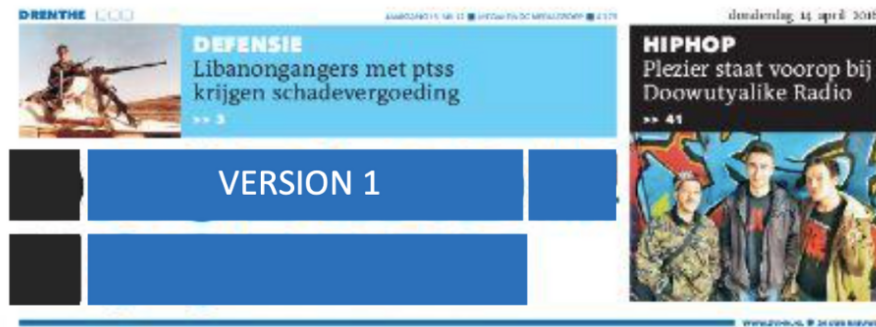 DRENTHE
donderdag 14 april 2016
DEFENSIE
Libanongangers met ptss
krijgen schadevergoeding
>> 3
HIPHOP
Plezier staat voorop bij
Doowutyalike Radio
>> 41
VERSION 1